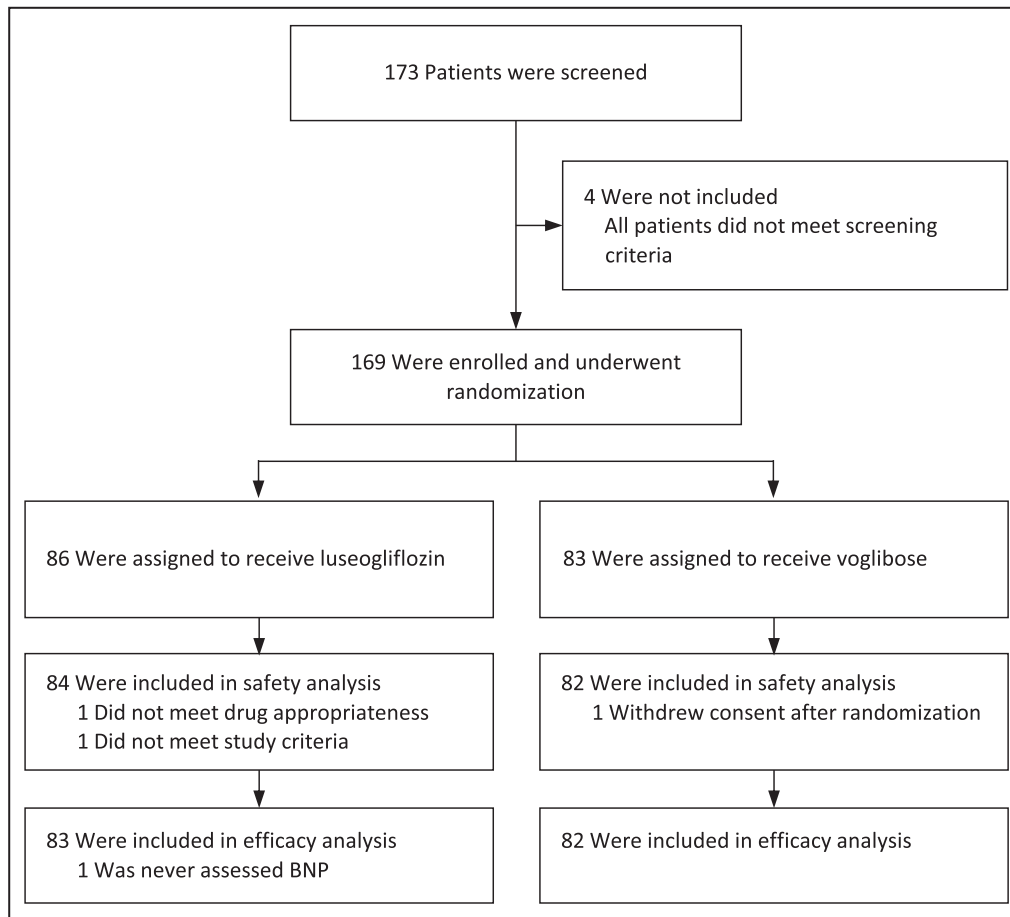 173 Patients were screened
4 Were not included
All patients did not meet screening
criteria
169 Were enrolled and underwent
randomization
86 Were assigned to receive luseogliflozin
83 Were assigned to receive voglibose
84 Were included in safety analysis
1 Did not meet drug appropriateness
1 Did not meet study criteria
82 Were included in safety analysis
1 Withdrew consent after randomization
83 Were included in efficacy analysis
1 Was never assessed BNP
82 Were included in efficacy analysis